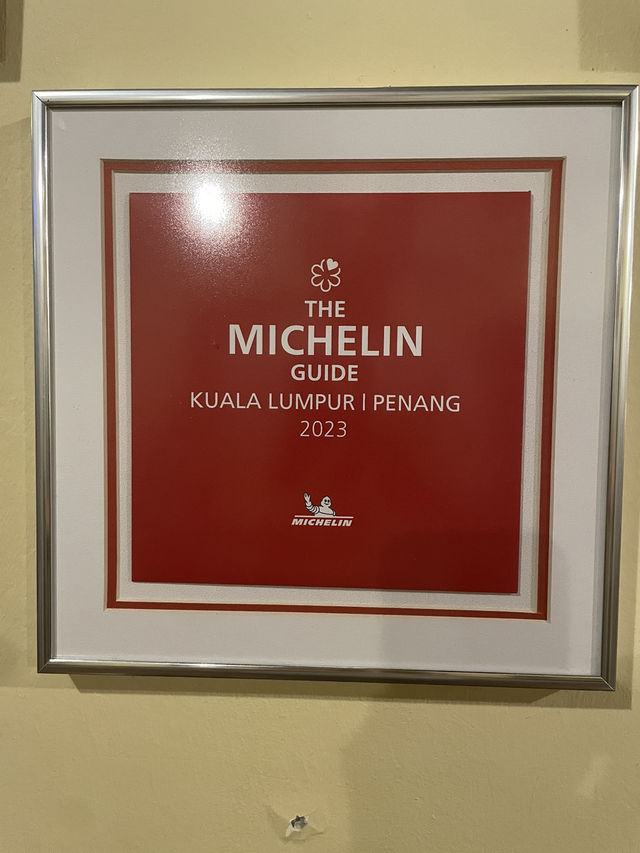 THE
MICHELIN
GUIDE
KUALA LUMPUR | PENANG
2023
MICHELIN